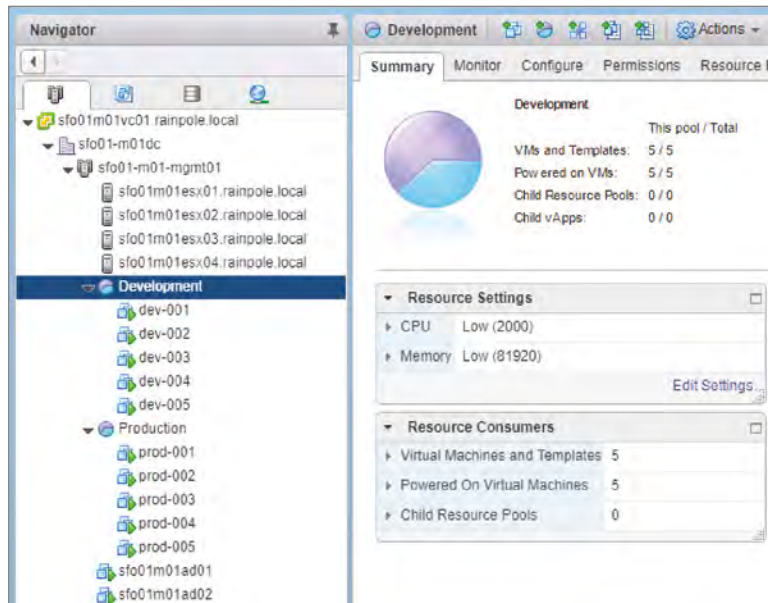 Navigator
sfo01m01vc01.rainpole.local
sfo01-m01dc
sfo01-m01-mgmt01
sfo01m01esx01.rainpole.local
sfo01m01esx02.rainpole.local
sfo01m01esx03.rainpole.local
sfo01m01esx04.rainpole.local
Development
dev-001
dev-002
dev-003
dev-004
dev-005
Production
prod-001
prod-002
prod-003
prod-004
prod-005
sfo01m01ad01
sfo01m01ad02
Development Actions
Summary Monitor Configure Permissions Resource
Development
This pool / Total
VMs and Templates: 5 / 5
Powered on VMs: 5 / 5
Child Resource Pools: 0 / 0
Child vApps: 0 / 0
Resource Settings
CPU Low (2000)
Memory Low (81920)
Edit Settings...
Resource Consumers
Virtual Machines and Templates 5
Powered On Virtual Machines 5
Child Resource Pools 0